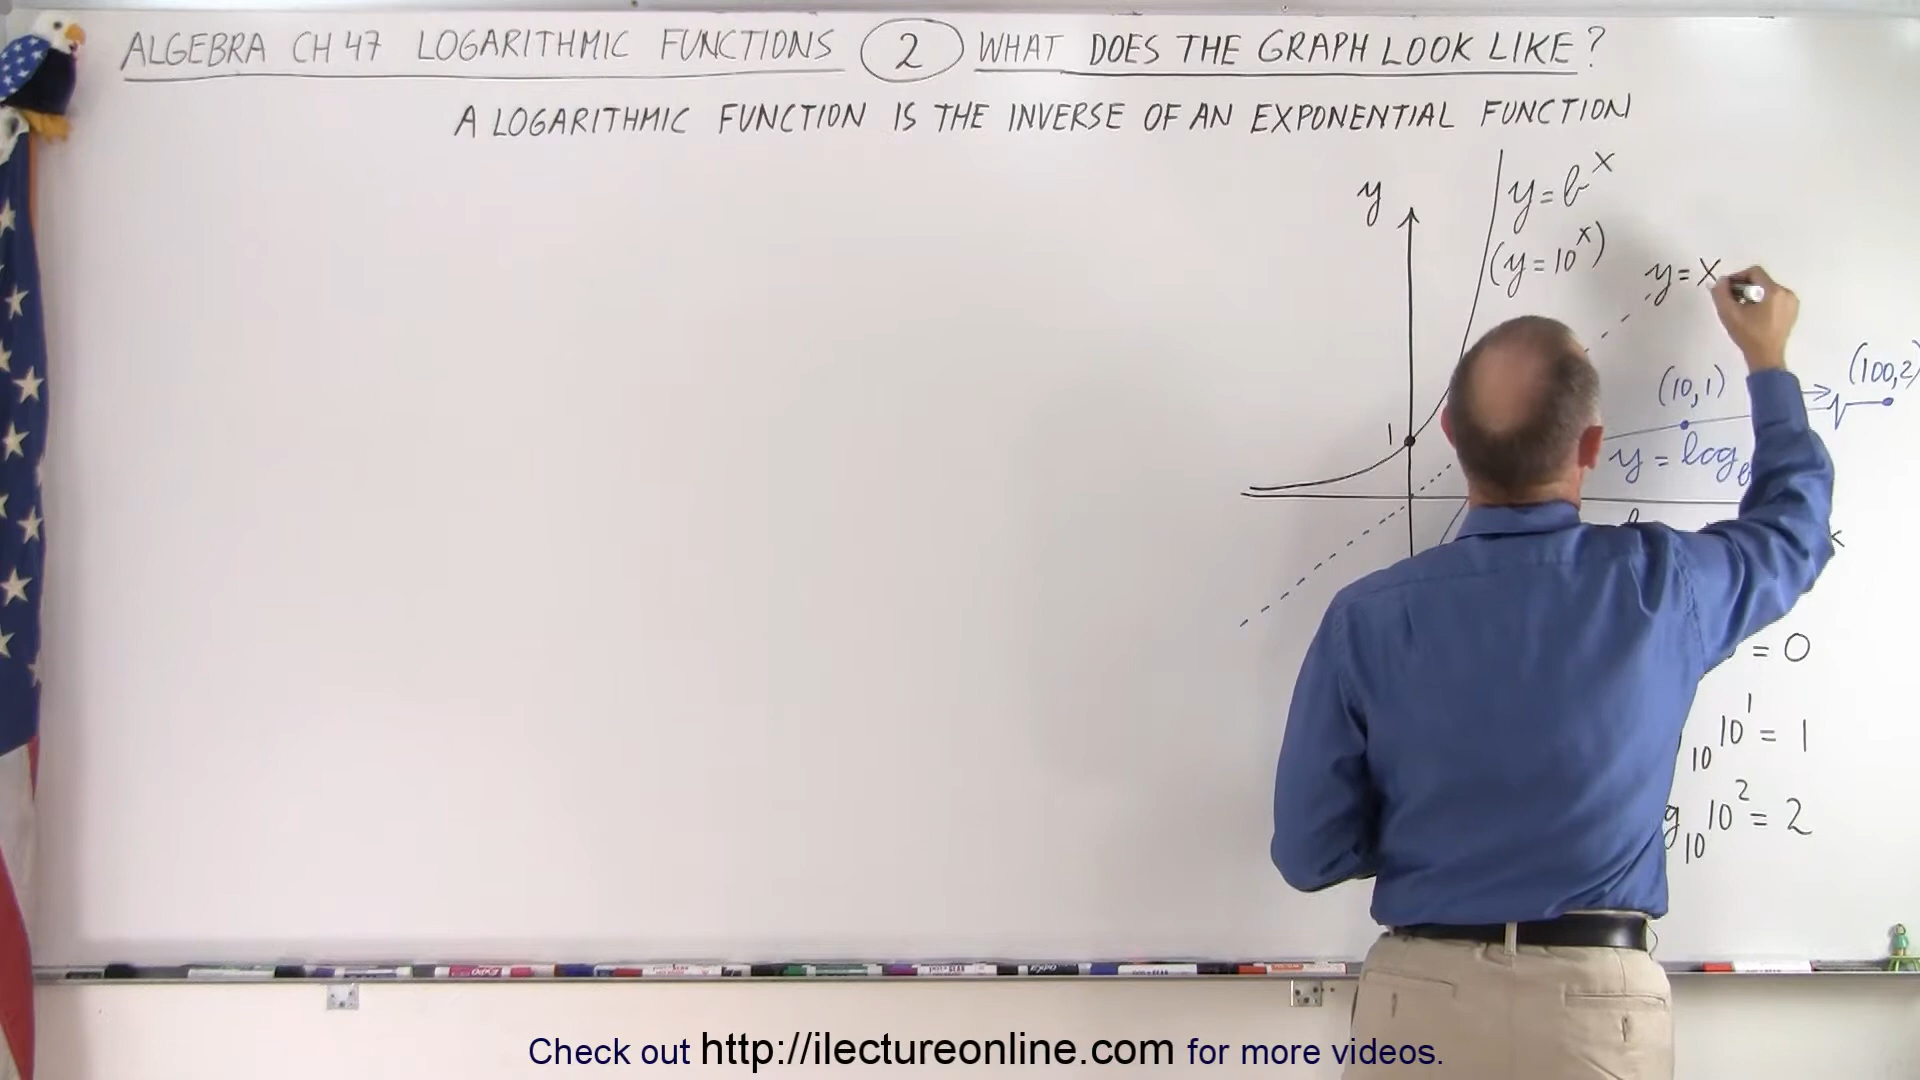 ALGEBRA CH 47 LOGARITHMIC FUNCTIONS 2 WHAT DOES THE GRAPH LOOK LIKE?
A LOGARITHMIC FUNCTION IS THE INVERSE OF AN EXPONENTIAL FUNCTION
y
y = b^x
(y = 10^x)
y = x
(10,1)
(100,2)
1
y = log_b
= 0
10 10^1 = 1
10 10^2 = 2
Check out http://ilectureonline.com for more videos.